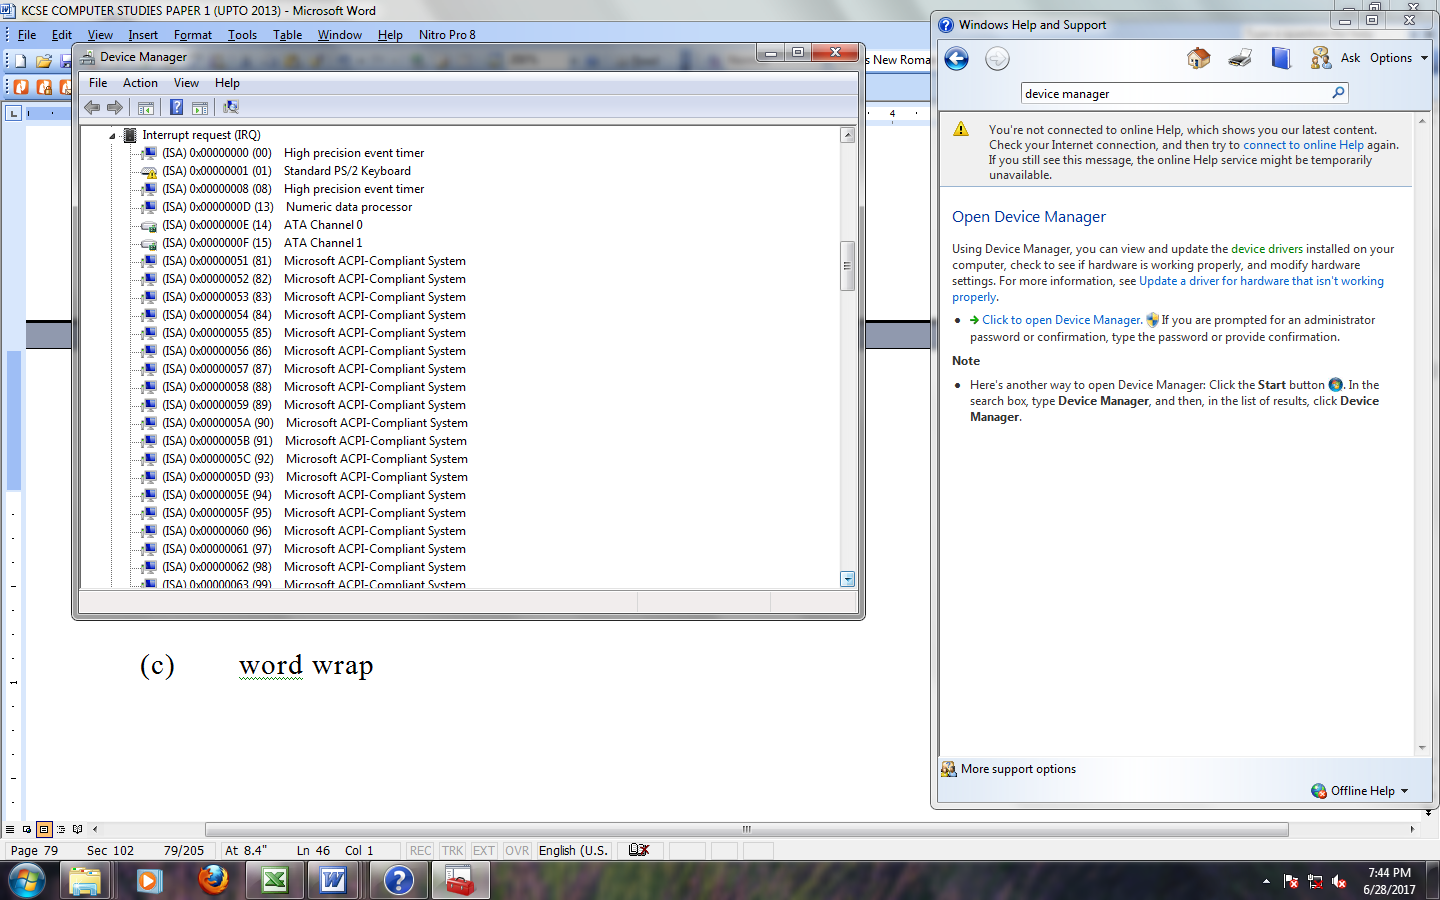 KCSE COMPUTER STUDIES PAPER 1 (UPTO 2013) - Microsoft Word
File Edit View Insert Format Tools Table Window Help Nitro Pro 8
s New Roma
4
Device Manager
File Action View Help
Interrupt request (IRQ)
(ISA) 0x00000000 (00) High precision event timer
(ISA) 0x00000001 (01) Standard PS/2 Keyboard
(ISA) 0x00000008 (08) High precision event timer
(ISA) 0x0000000D (13) Numeric data processor
(ISA) 0x0000000E (14) ATA Channel 0
(ISA) 0x0000000F (15) ATA Channel 1
(ISA) 0x00000051 (81) Microsoft ACPI-Compliant System
(ISA) 0x00000052 (82) Microsoft ACPI-Compliant System
(ISA) 0x00000053 (83) Microsoft ACPI-Compliant System
(ISA) 0x00000054 (84) Microsoft ACPI-Compliant System
(ISA) 0x00000055 (85) Microsoft ACPI-Compliant System
(ISA) 0x00000056 (86) Microsoft ACPI-Compliant System
(ISA) 0x00000057 (87) Microsoft ACPI-Compliant System
(ISA) 0x00000058 (88) Microsoft ACPI-Compliant System
(ISA) 0x00000059 (89) Microsoft ACPI-Compliant System
(ISA) 0x0000005A (90) Microsoft ACPI-Compliant System
(ISA) 0x0000005B (91) Microsoft ACPI-Compliant System
(ISA) 0x0000005C (92) Microsoft ACPI-Compliant System
(ISA) 0x0000005D (93) Microsoft ACPI-Compliant System
(ISA) 0x0000005E (94) Microsoft ACPI-Compliant System
(ISA) 0x0000005F (95) Microsoft ACPI-Compliant System
(ISA) 0x00000060 (96) Microsoft ACPI-Compliant System
(ISA) 0x00000061 (97) Microsoft ACPI-Compliant System
(ISA) 0x00000062 (98) Microsoft ACPI-Compliant System
(ISA) 0x00000063 (99) Microsoft ACPI-Compliant System
(c) word wrap
Windows Help and Support
Ask Options
device manager
You're not connected to online Help, which shows you our latest content.
Check your Internet connection, and then try to connect to online Help again.
If you still see this message, the online Help service might be temporarily
unavailable.
Open Device Manager
Using Device Manager, you can view and update the device drivers installed on your
computer, check to see if hardware is working properly, and modify hardware
settings. For more information, see Update a driver for hardware that isn't working
properly.
• Click to open Device Manager. If you are prompted for an administrator
password or confirmation, type the password or provide confirmation.
Note
• Here's another way to open Device Manager: Click the Start button . In the
search box, type Device Manager, and then, in the list of results, click Device
Manager.
More support options
Offline Help
Page 79 Sec 102 79/205 At 8.4" Ln 46 Col 1 REC TRK EXT OVR English (U.S.
7:44 PM
6/28/2017